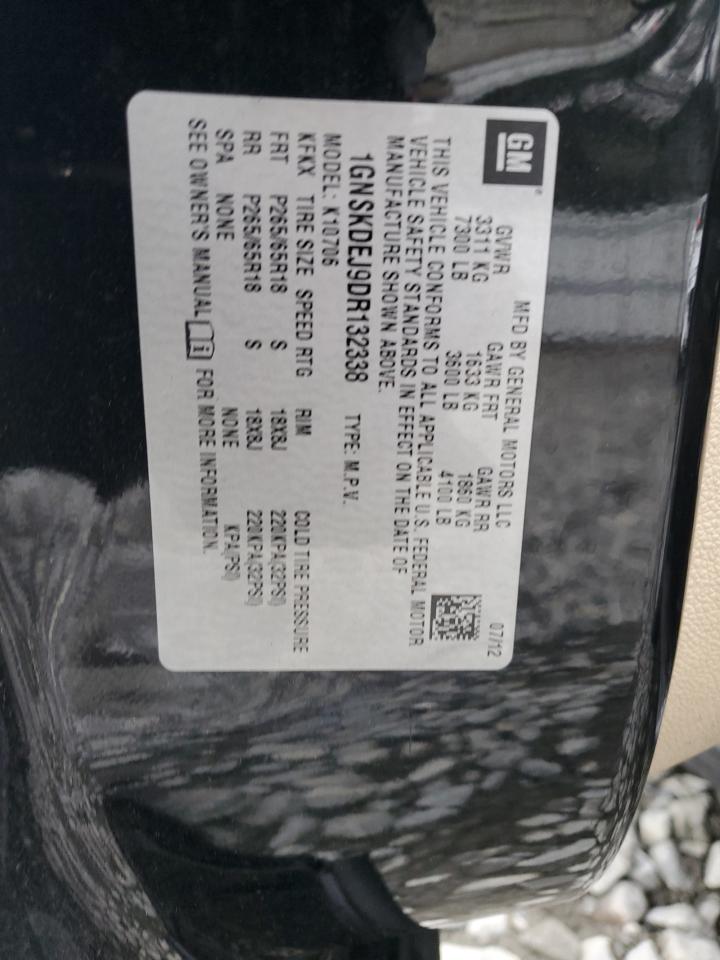 GM®
MFD BY GENERAL MOTORS LLC 07/12
GVWR GAWR FRT GAWR RR
3311 KG 1633 KG 1860 KG
7300 LB 3600 LB 4100 LB
THIS VEHICLE CONFORMS TO ALL APPLICABLE U.S. FEDERAL MOTOR
VEHICLE SAFETY STANDARDS IN EFFECT ON THE DATE OF
MANUFACTURE SHOWN ABOVE.
1GNSKDEJ9DR132338 TYPE: M.P.V.
MODEL: K10706
KFKX TIRE SIZE SPEED RTG RIM COLD TIRE PRESSURE
FRT P265/65R18 S 18X8J 220KPA(32PSI)
RR P265/65R18 S 18X8J 220KPA(32PSI)
SPA NONE NONE KPA(PSI)
SEE OWNER'S MANUAL i FOR MORE INFORMATION.